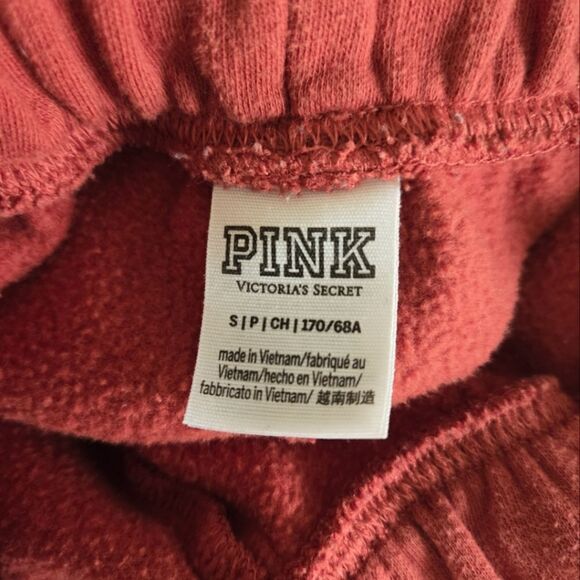 PINK
VICTORIA'S SECRET
S | P | CH | 170/68A
made in Vietnam/fabriqué au
Vietnam/hecho en Vietnam/
fabbricato in Vietnam/ 越南制造